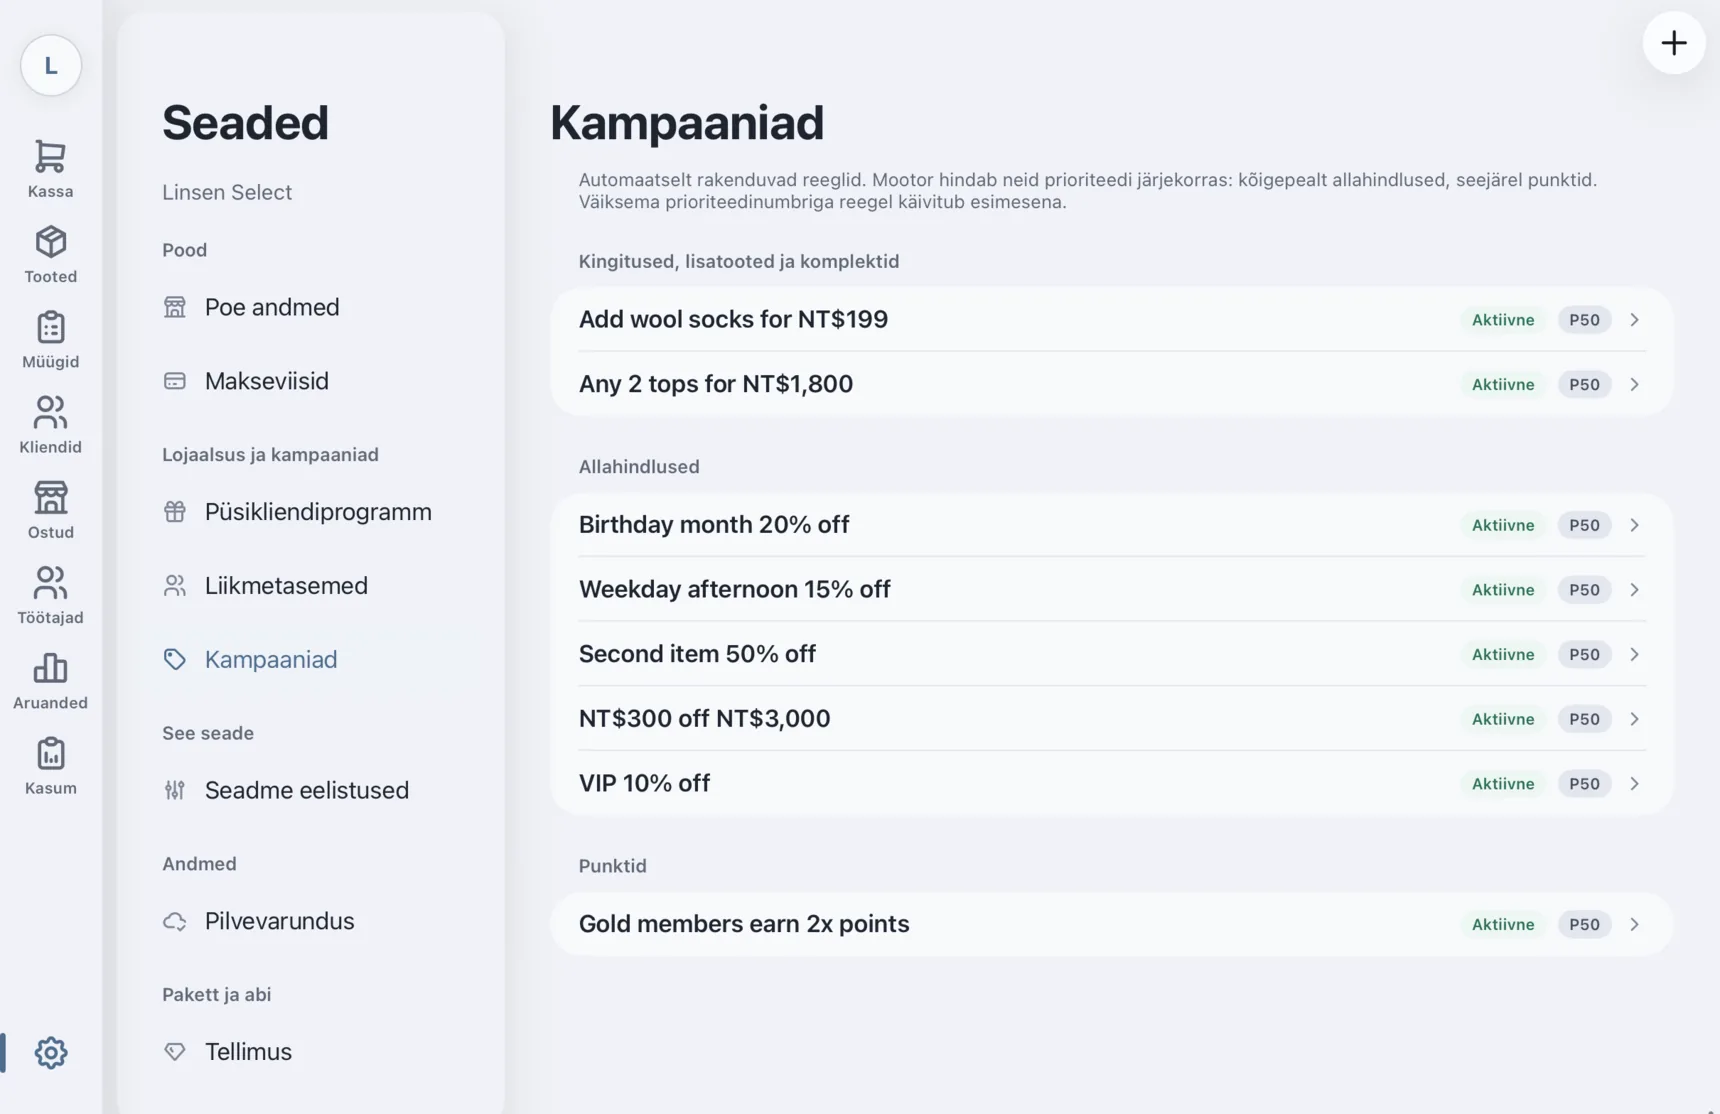 L
Kassa
Tooted
Müügid
Kliendid
Ostud
Töötajad
Aruanded
Kasum
Seaded
Linsen Select
Pood
Poe andmed
Makseviisid
Lojaalsus ja kampaaniad
Püsikliendiprogramm
Liikmetasemed
Kampaaniad
See seade
Seadme eelistused
Andmed
Pilvevarundus
Pakett ja abi
Tellimus
Kampaaniad
Automaatselt rakenduvad reeglid. Mootor hindab neid prioriteedi järjekorras: kõigepealt allahindlused, seejärel punktid.
Väiksema prioriteedinumbriga reegel käivitub esimesena.
Kingitused, lisatooted ja komplektid
Add wool socks for NT$199 Aktiivne P50
Any 2 tops for NT$1,800 Aktiivne P50
Allahindlused
Birthday month 20% off Aktiivne P50
Weekday afternoon 15% off Aktiivne P50
Second item 50% off Aktiivne P50
NT$300 off NT$3,000 Aktiivne P50
VIP 10% off Aktiivne P50
Punktid
Gold members earn 2x points Aktiivne P50